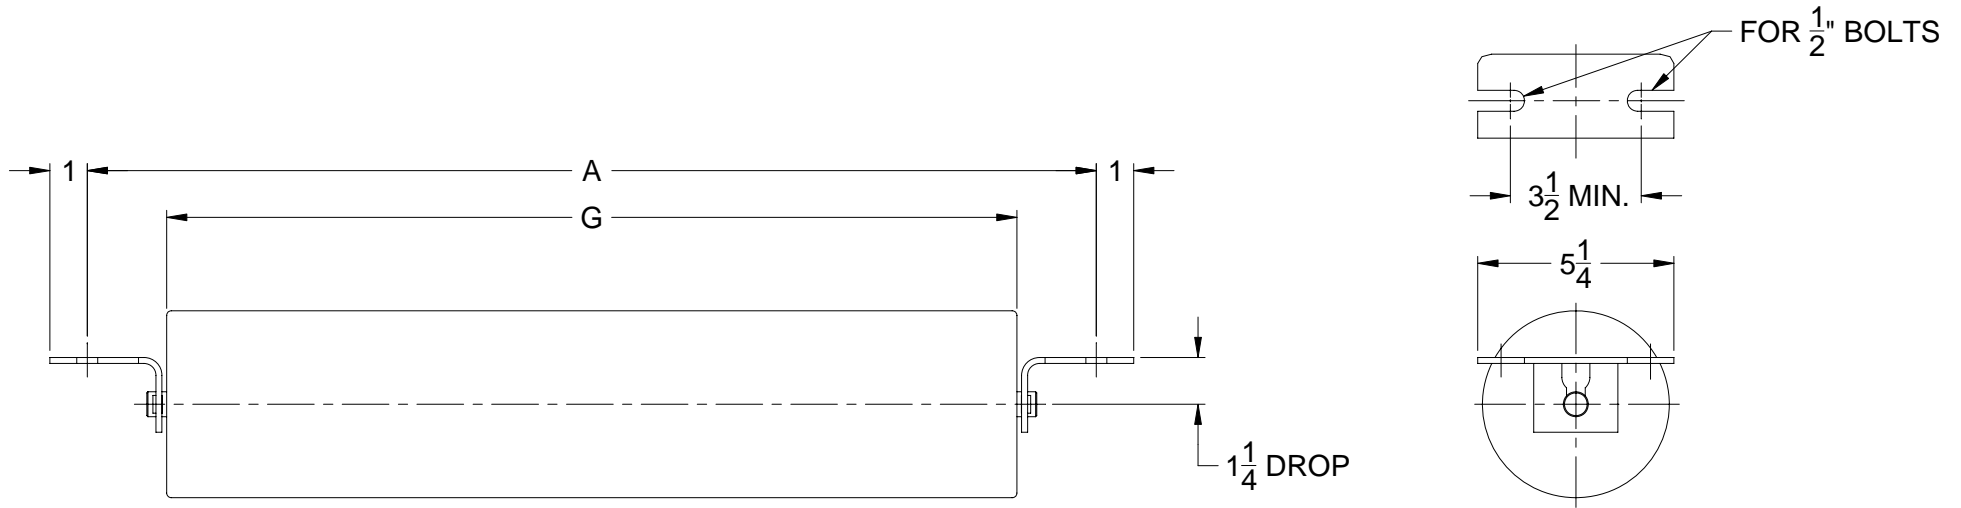 FOR 1/2" BOLTS
1 A 1
3 1/2 MIN.
G
5 1/4
1 1/4 DROP